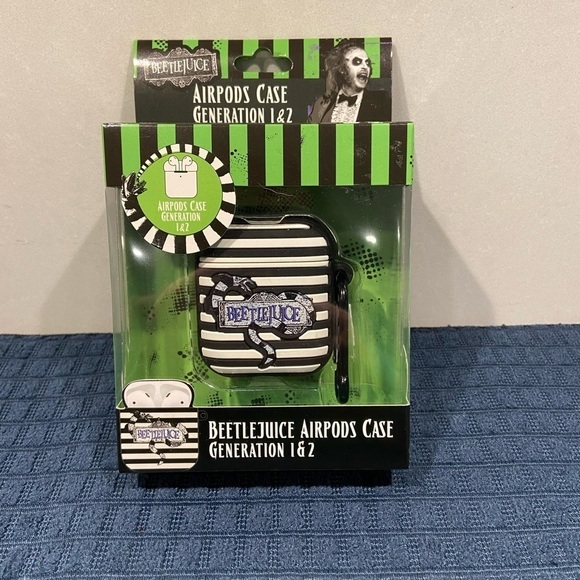 BEETLEJUICE
AIRPODS CASE
GENERATION 1&2
AIRPODS CASE
GENERATION
1&2
BEETLEJUICE
BEETLEJUICE
BEETLEJUICE AIRPODS CASE
GENERATION 1&2